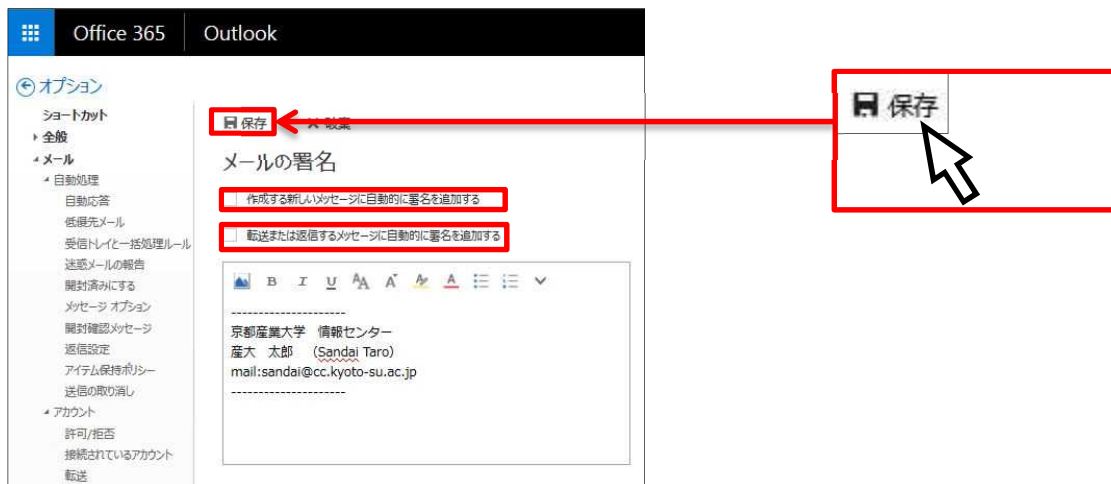 Office 365 Outlook
オプション
ショートカット
全般
メール
自動処理
自動応答
低優先メール
受信トレイと一括処理ルール
迷惑メールの報告
開封済みにする
メッセージ オプション
開封確認メッセージ
返信設定
アイテム保持ポリシー
送信の取り消し
アカウント
許可/拒否
接続されているアカウント
転送
保存 × 破棄
メールの署名
作成する新しいメッセージに自動的に署名を追加する
転送または返信するメッセージに自動的に署名を追加する
B I U AA A A
---------------------
京都産業大学 情報センター
産大 太郎 (Sandai Taro)
mail:sandai@cc.kyoto-su.ac.jp
---------------------
保存